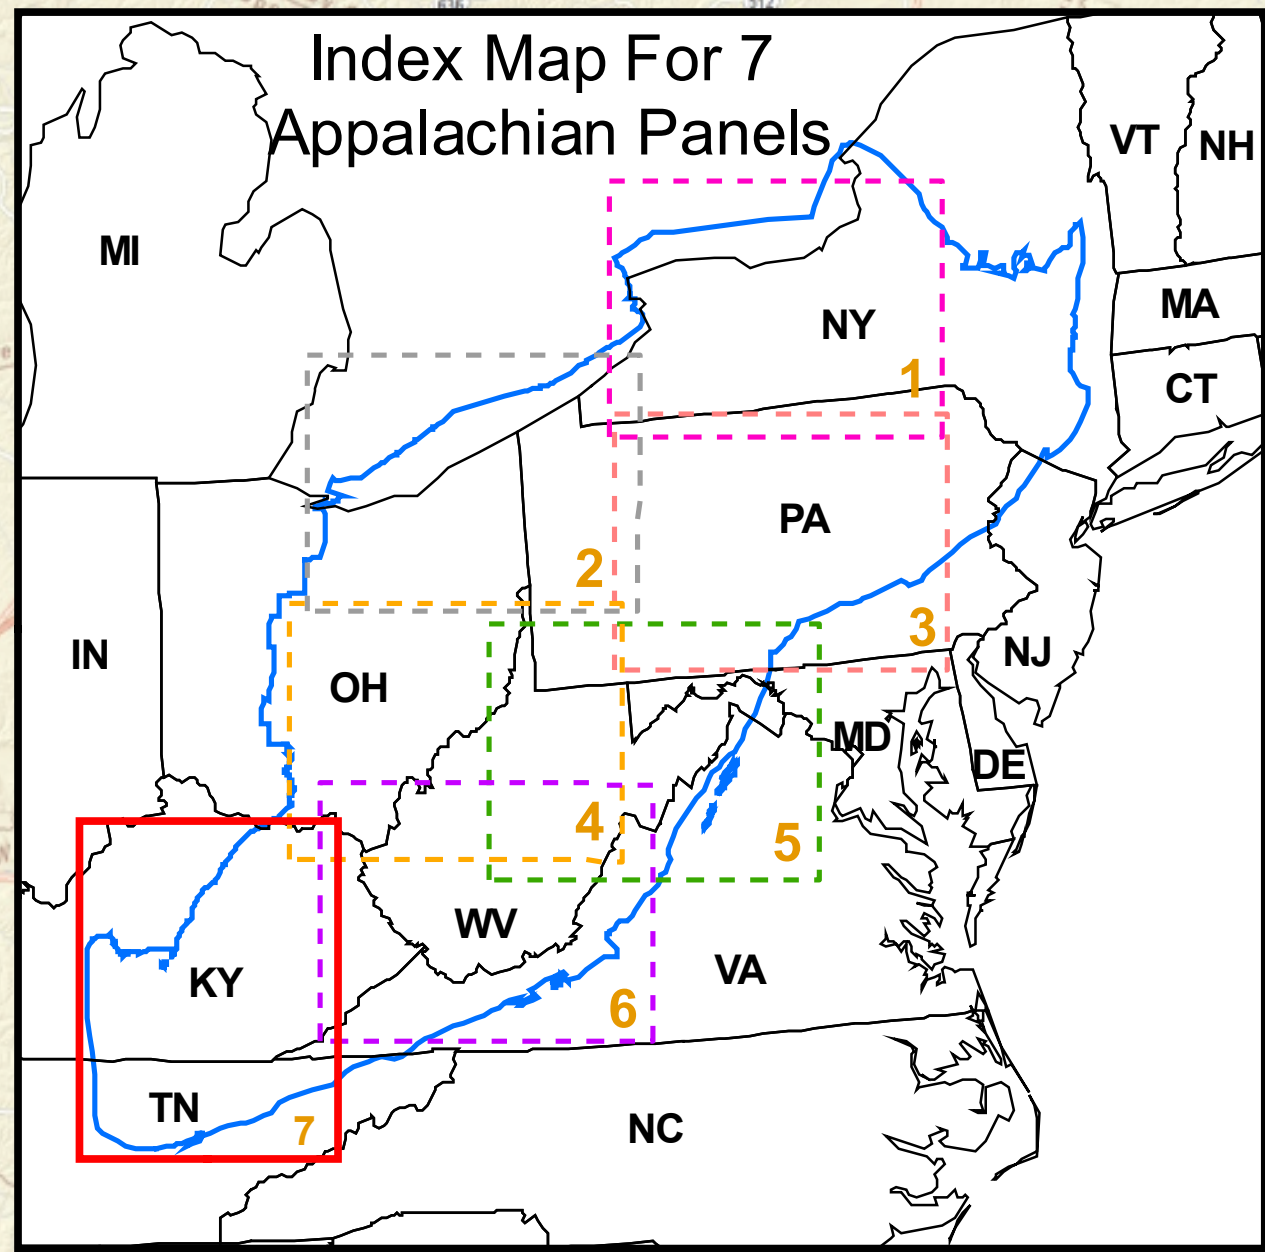 Index Map For 7
Appalachian Panels
VT
NH
MI
MA
NY
1
CT
PA
2
3
IN
OH
NJ
MD
DE
4
5
WV
VA
KY
6
TN
7
NC